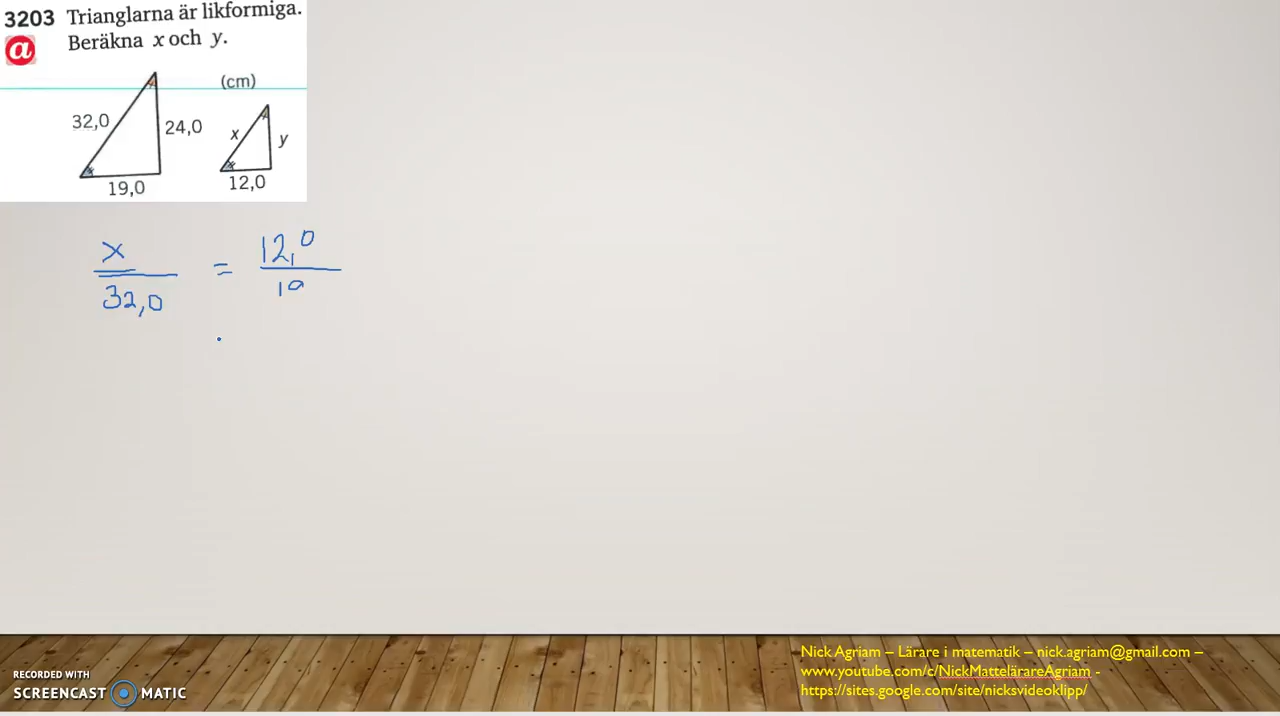 3203 Trianglarna är likformiga.
a Beräkna x och y.
(cm)
32,0
24,0
x
y
19,0
12,0
x = 12,0
32,0 19
Nick Agriam – Lärare i matematik – nick.agriam@gmail.com –
www.youtube.com/c/NickMattelärareAgriam -
https://sites.google.com/site/nicksvideoklipp/
RECORDED WITH
SCREENCAST MATIC